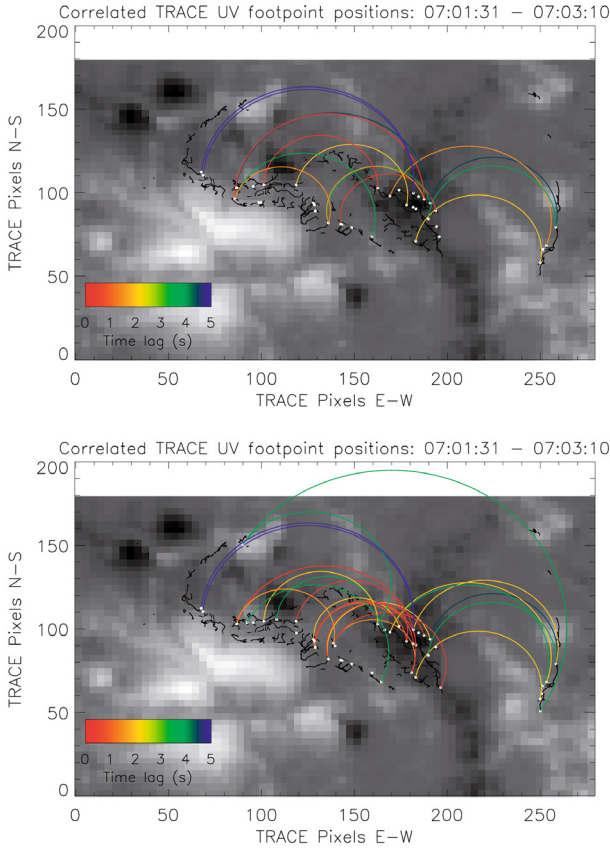 Correlated TRACE UV footpoint positions: 07:01:31 – 07:03:10
200
150
100
50
0
TRACE Pixels N–S
0 1 2 3 4 5
Time lag (s)
0 50 100 150 200 250
TRACE Pixels E–W
Correlated TRACE UV footpoint positions: 07:01:31 – 07:03:10
200
150
100
50
0
TRACE Pixels N–S
0 1 2 3 4 5
Time lag (s)
0 50 100 150 200 250
TRACE Pixels E–W